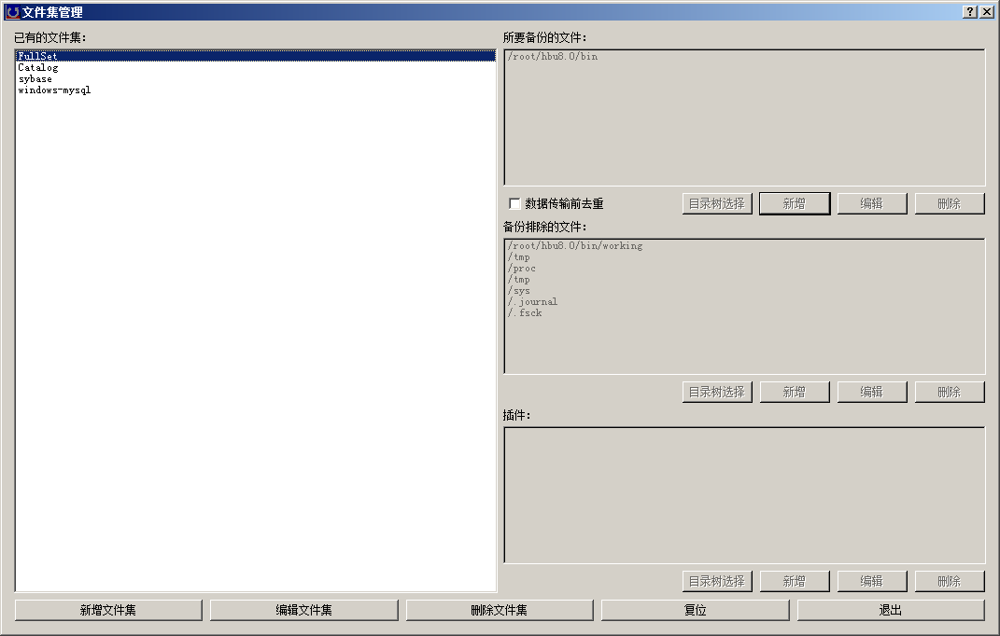 文件集管理
?
已有的文件集:
FullSet
Catalog
sybase
windows-mysql
所要备份的文件:
/root/hbu8.0/bin
数据传输前去重
目录树选择 新增 编辑 删除
备份排除的文件:
/root/hbu8.0/bin/working
/tmp
/proc
/tmp
/sys
/.journal
/.fsck
目录树选择 新增 编辑 删除
插件:
目录树选择 新增 编辑 删除
新增文件集 编辑文件集 删除文件集 复位 退出